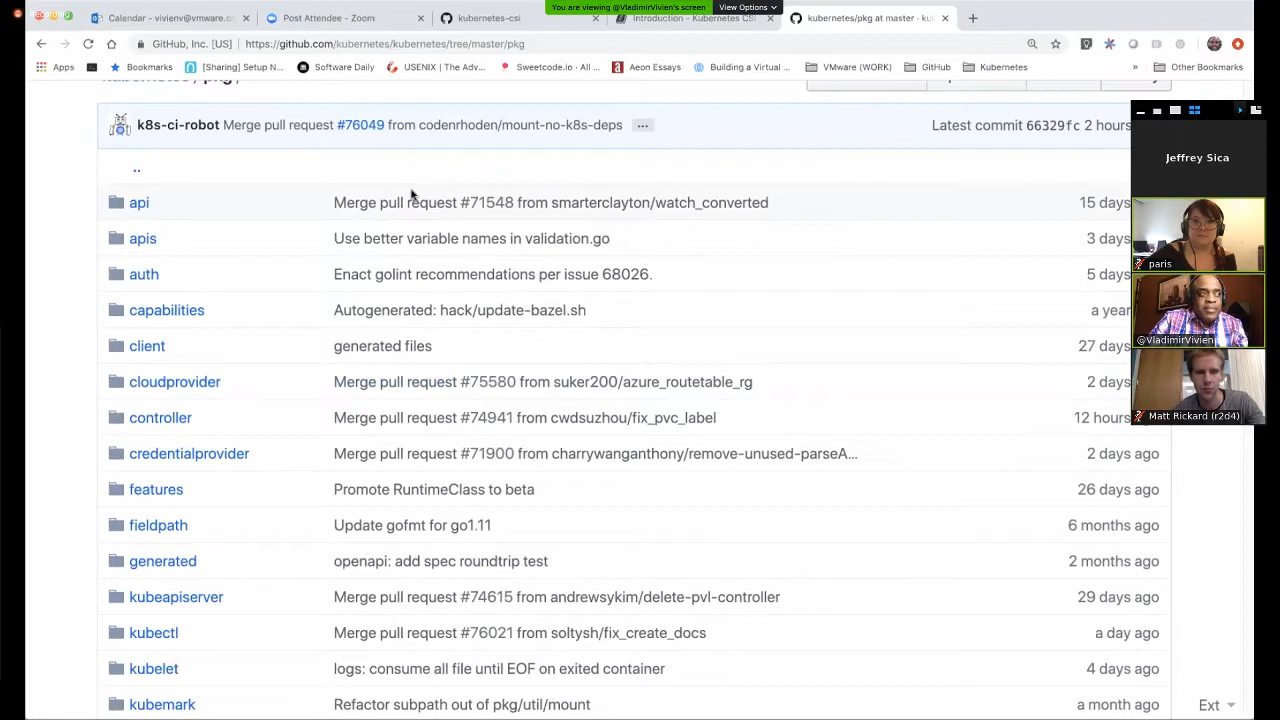 Recording
You are viewing @VladimirVivien's screen View Options
Calendar - vivienv@vmware.co
Post Attendee - Zoom
kubernetes-csi
Introduction - Kubernetes CSI
kubernetes/pkg at master · ku
GitHub, Inc. [US] https://github.com/kubernetes/kubernetes/tree/master/pkg
Apps
Bookmarks
[Sharing] Setup N...
Software Daily
USENIX | The Adv...
Sweetcode.io · Al ...
Aeon Essays
Building a Virtual ...
VMware (WORK)
GitHub
Kubernetes
»
Other Bookmarks
k8s-ci-robot Merge pull request #76049 from codenrhoden/mount-no-k8s-deps ... Latest commit 66329fc 2 hours
..
api Merge pull request #71548 from smarterclayton/watch_converted 15 days
apis Use better variable names in validation.go 3 days
auth Enact golint recommendations per issue 68026. 5 days
capabilities Autogenerated: hack/update-bazel.sh a year
client generated files 27 days
cloudprovider Merge pull request #75580 from suker200/azure_routetable_rg 2 days
controller Merge pull request #74941 from cwdsuzhou/fix_pvc_label 12 hours
credentialprovider Merge pull request #71900 from charrywanganthony/remove-unused-parseA... 2 days ago
features Promote RuntimeClass to beta 26 days ago
fieldpath Update gofmt for go1.11 6 months ago
generated openapi: add spec roundtrip test 2 months ago
kubeapiserver Merge pull request #74615 from andrewsykim/delete-pvl-controller 29 days ago
kubectl Merge pull request #76021 from soltysh/fix_create_docs a day ago
kubelet logs: consume all file until EOF on exited container 4 days ago
kubemark Refactor subpath out of pkg/util/mount a month ago
Jeffrey Sica
paris
@VladimirVivien
Matt Rickard (r2d4)
Ext